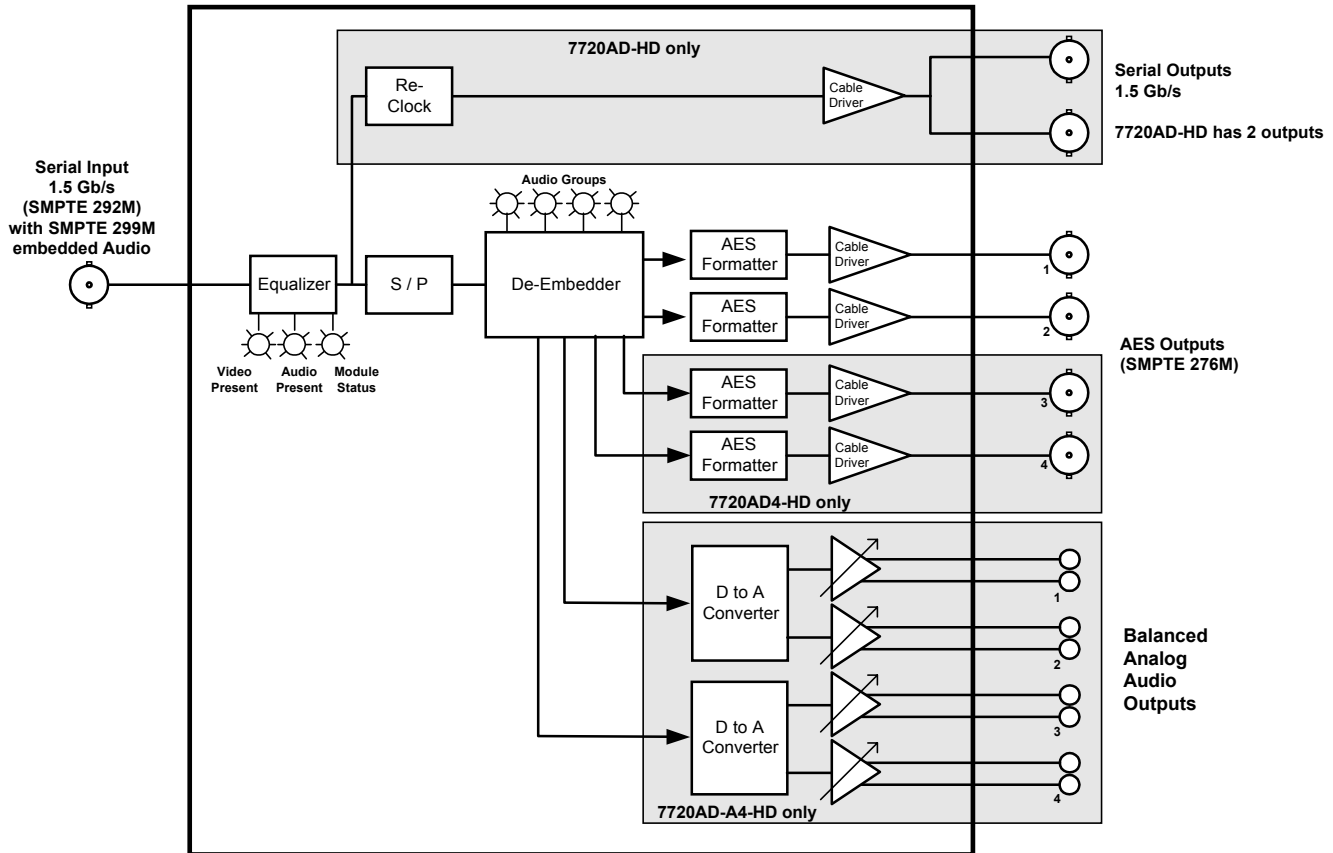 7720AD-HD only
Re-
Clock
Cable
Driver
Serial Outputs
1.5 Gb/s
7720AD-HD has 2 outputs
Serial Input
1.5 Gb/s
(SMPTE 292M)
with SMPTE 299M
embedded Audio
Audio Groups
Equalizer
S / P
De-Embedder
Video
Present
Audio
Present
Module
Status
AES
Formatter
Cable
Driver
1
AES
Formatter
Cable
Driver
2
AES Outputs
(SMPTE 276M)
AES
Formatter
Cable
Driver
3
AES
Formatter
Cable
Driver
4
7720AD4-HD only
D to A
Converter
1
2
Balanced
Analog
Audio
Outputs
D to A
Converter
3
4
7720AD-A4-HD only